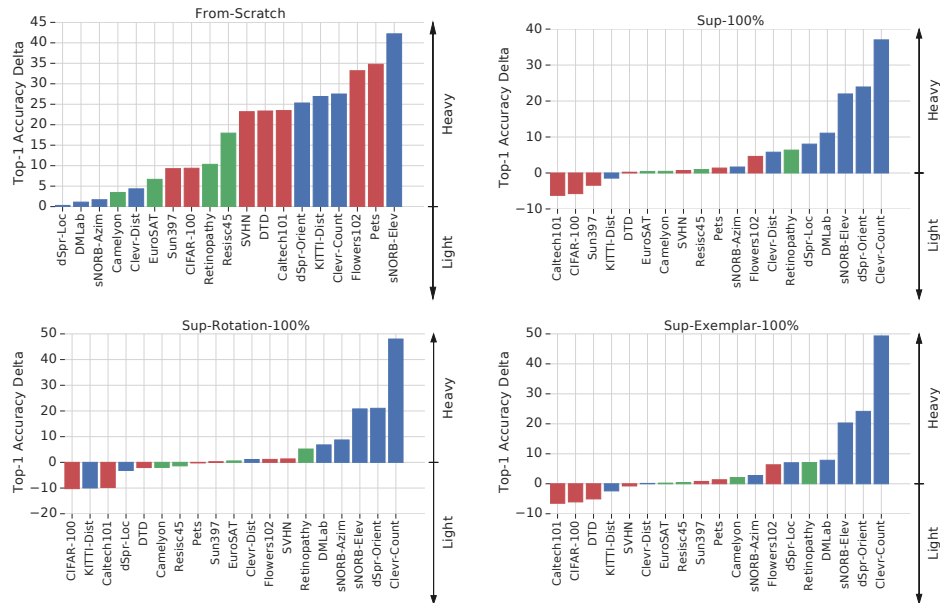 From-Scratch
Top-1 Accuracy Delta
45
40
35
30
25
20
15
10
5
0
dSpr-Loc
DMLab
sNORB-Azim
Camelyon
Clevr-Dist
EuroSAT
Sun397
CIFAR-100
Retinopathy
Resisc45
SVHN
DTD
Caltech101
dSpr-Orient
KITTI-Dist
Clevr-Count
Flowers102
Pets
sNORB-Elev
Heavy
Light
Sup-100%
Top-1 Accuracy Delta
40
30
20
10
0
−10
Caltech101
CIFAR-100
Sun397
KITTI-Dist
DTD
EuroSAT
Camelyon
SVHN
Resisc45
Pets
sNORB-Azim
Flowers102
Clevr-Dist
Retinopathy
dSpr-Loc
DMLab
sNORB-Elev
dSpr-Orient
Clevr-Count
Heavy
Light
Sup-Rotation-100%
Top-1 Accuracy Delta
50
40
30
20
10
0
−10
−20
CIFAR-100
KITTI-Dist
Caltech101
dSpr-Loc
DTD
Camelyon
Resisc45
Pets
Sun397
EuroSAT
Clevr-Dist
Flowers102
SVHN
Retinopathy
DMLab
sNORB-Azim
sNORB-Elev
dSpr-Orient
Clevr-Count
Heavy
Light
Sup-Exemplar-100%
Top-1 Accuracy Delta
50
40
30
20
10
0
−10
Caltech101
CIFAR-100
DTD
KITTI-Dist
SVHN
Clevr-Dist
EuroSAT
Resisc45
Sun397
Pets
Camelyon
sNORB-Azim
Flowers102
dSpr-Loc
Retinopathy
DMLab
sNORB-Elev
dSpr-Orient
Clevr-Count
Heavy
Light